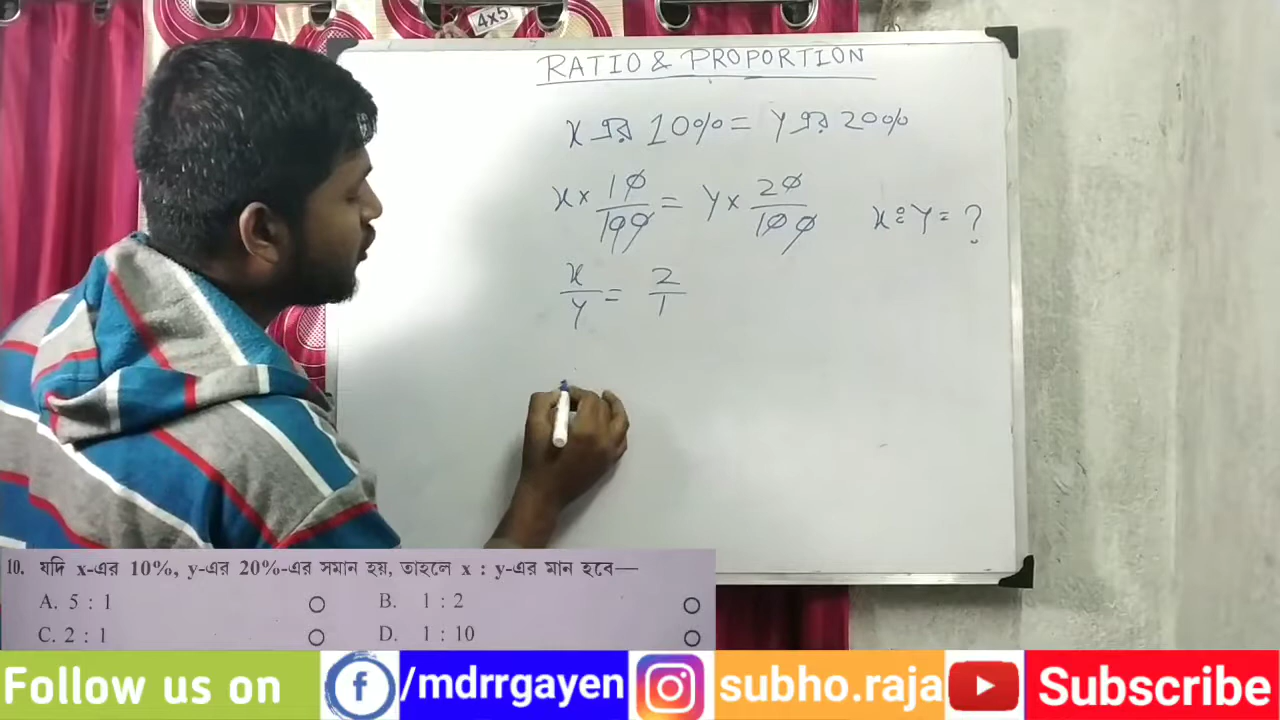 4x5
RATIO & PROPORTION
x এর 10% = y এর 20%
x × 10/100 = y × 20/100
x : y = ?
x/y = 2/1
10. যদি x-এর 10%, y-এর 20%-এর সমান হয়, তাহলে x : y-এর মান হবে—
A. 5 : 1 B. 1 : 2
C. 2 : 1 D. 1 : 10
Follow us on f /mdrrgayen subho.raja Subscribe